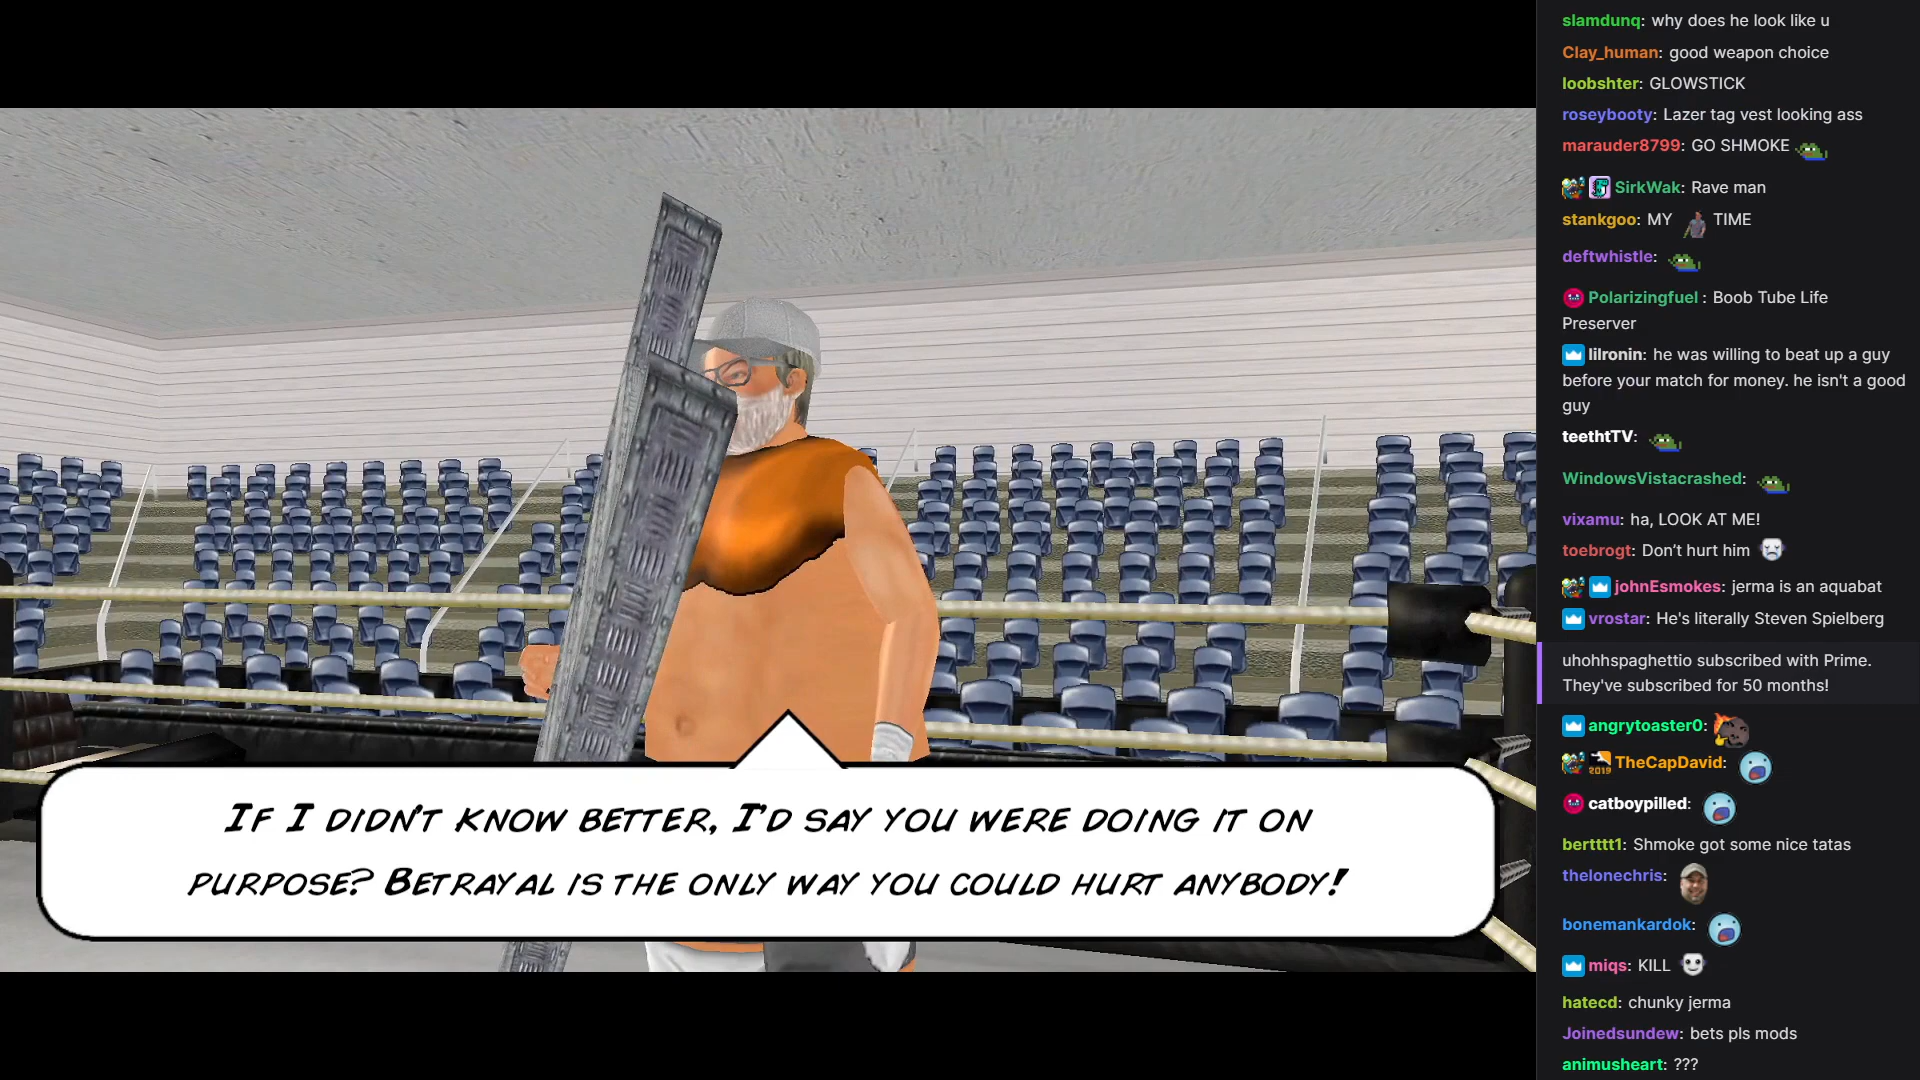 IF I DIDN'T KNOW BETTER, I'D SAY YOU WERE DOING IT ON
PURPOSE? BETRAYAL IS THE ONLY WAY YOU COULD HURT ANYBODY!
slamdunq: why does he look like u
Clay_human: good weapon choice
loobshter: GLOWSTICK
roseybooty: Lazer tag vest looking ass
marauder8799: GO SHMOKE
SirkWak: Rave man
stankgoo: MY TIME
deftwhistle:
Polarizingfuel : Boob Tube Life
Preserver
lilronin: he was willing to beat up a guy
before your match for money. he isn't a good
guy
teethtTV:
WindowsVistacrashed:
vixamu: ha, LOOK AT ME!
toebrogt: Don’t hurt him
johnEsmokes: jerma is an aquabat
vrostar: He's literally Steven Spielberg
uhohhspaghettio subscribed with Prime.
They've subscribed for 50 months!
angrytoaster0:
2019 TheCapDavid:
catboypilled:
bertttt1: Shmoke got some nice tatas
thelonechris:
bonemankardok:
miqs: KILL
hatecd: chunky jerma
Joinedsundew: bets pls mods
animusheart: ???